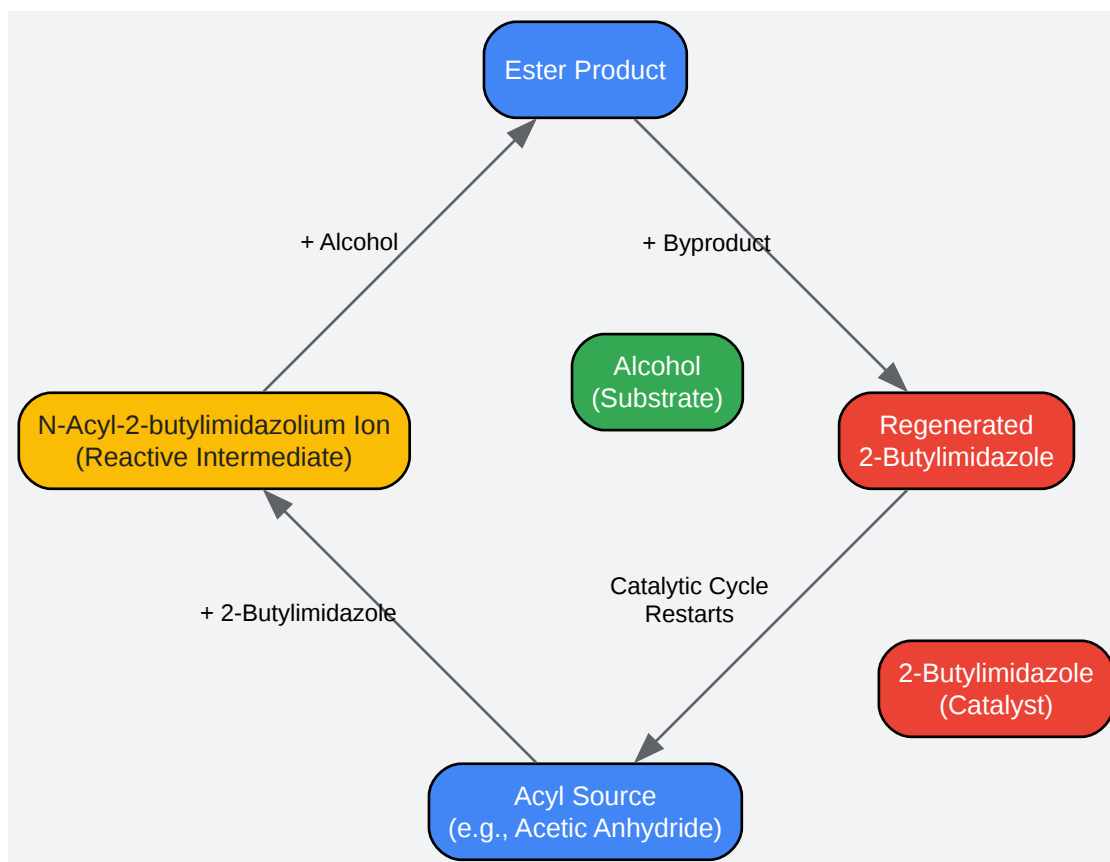 Ester Product
+ Alcohol
+ Byproduct
Alcohol
(Substrate)
N-Acyl-2-butylimidazolium Ion
(Reactive Intermediate)
Regenerated
2-Butylimidazole
+ 2-Butylimidazole
Catalytic Cycle
Restarts
2-Butylimidazole
(Catalyst)
Acyl Source
(e.g., Acetic Anhydride)